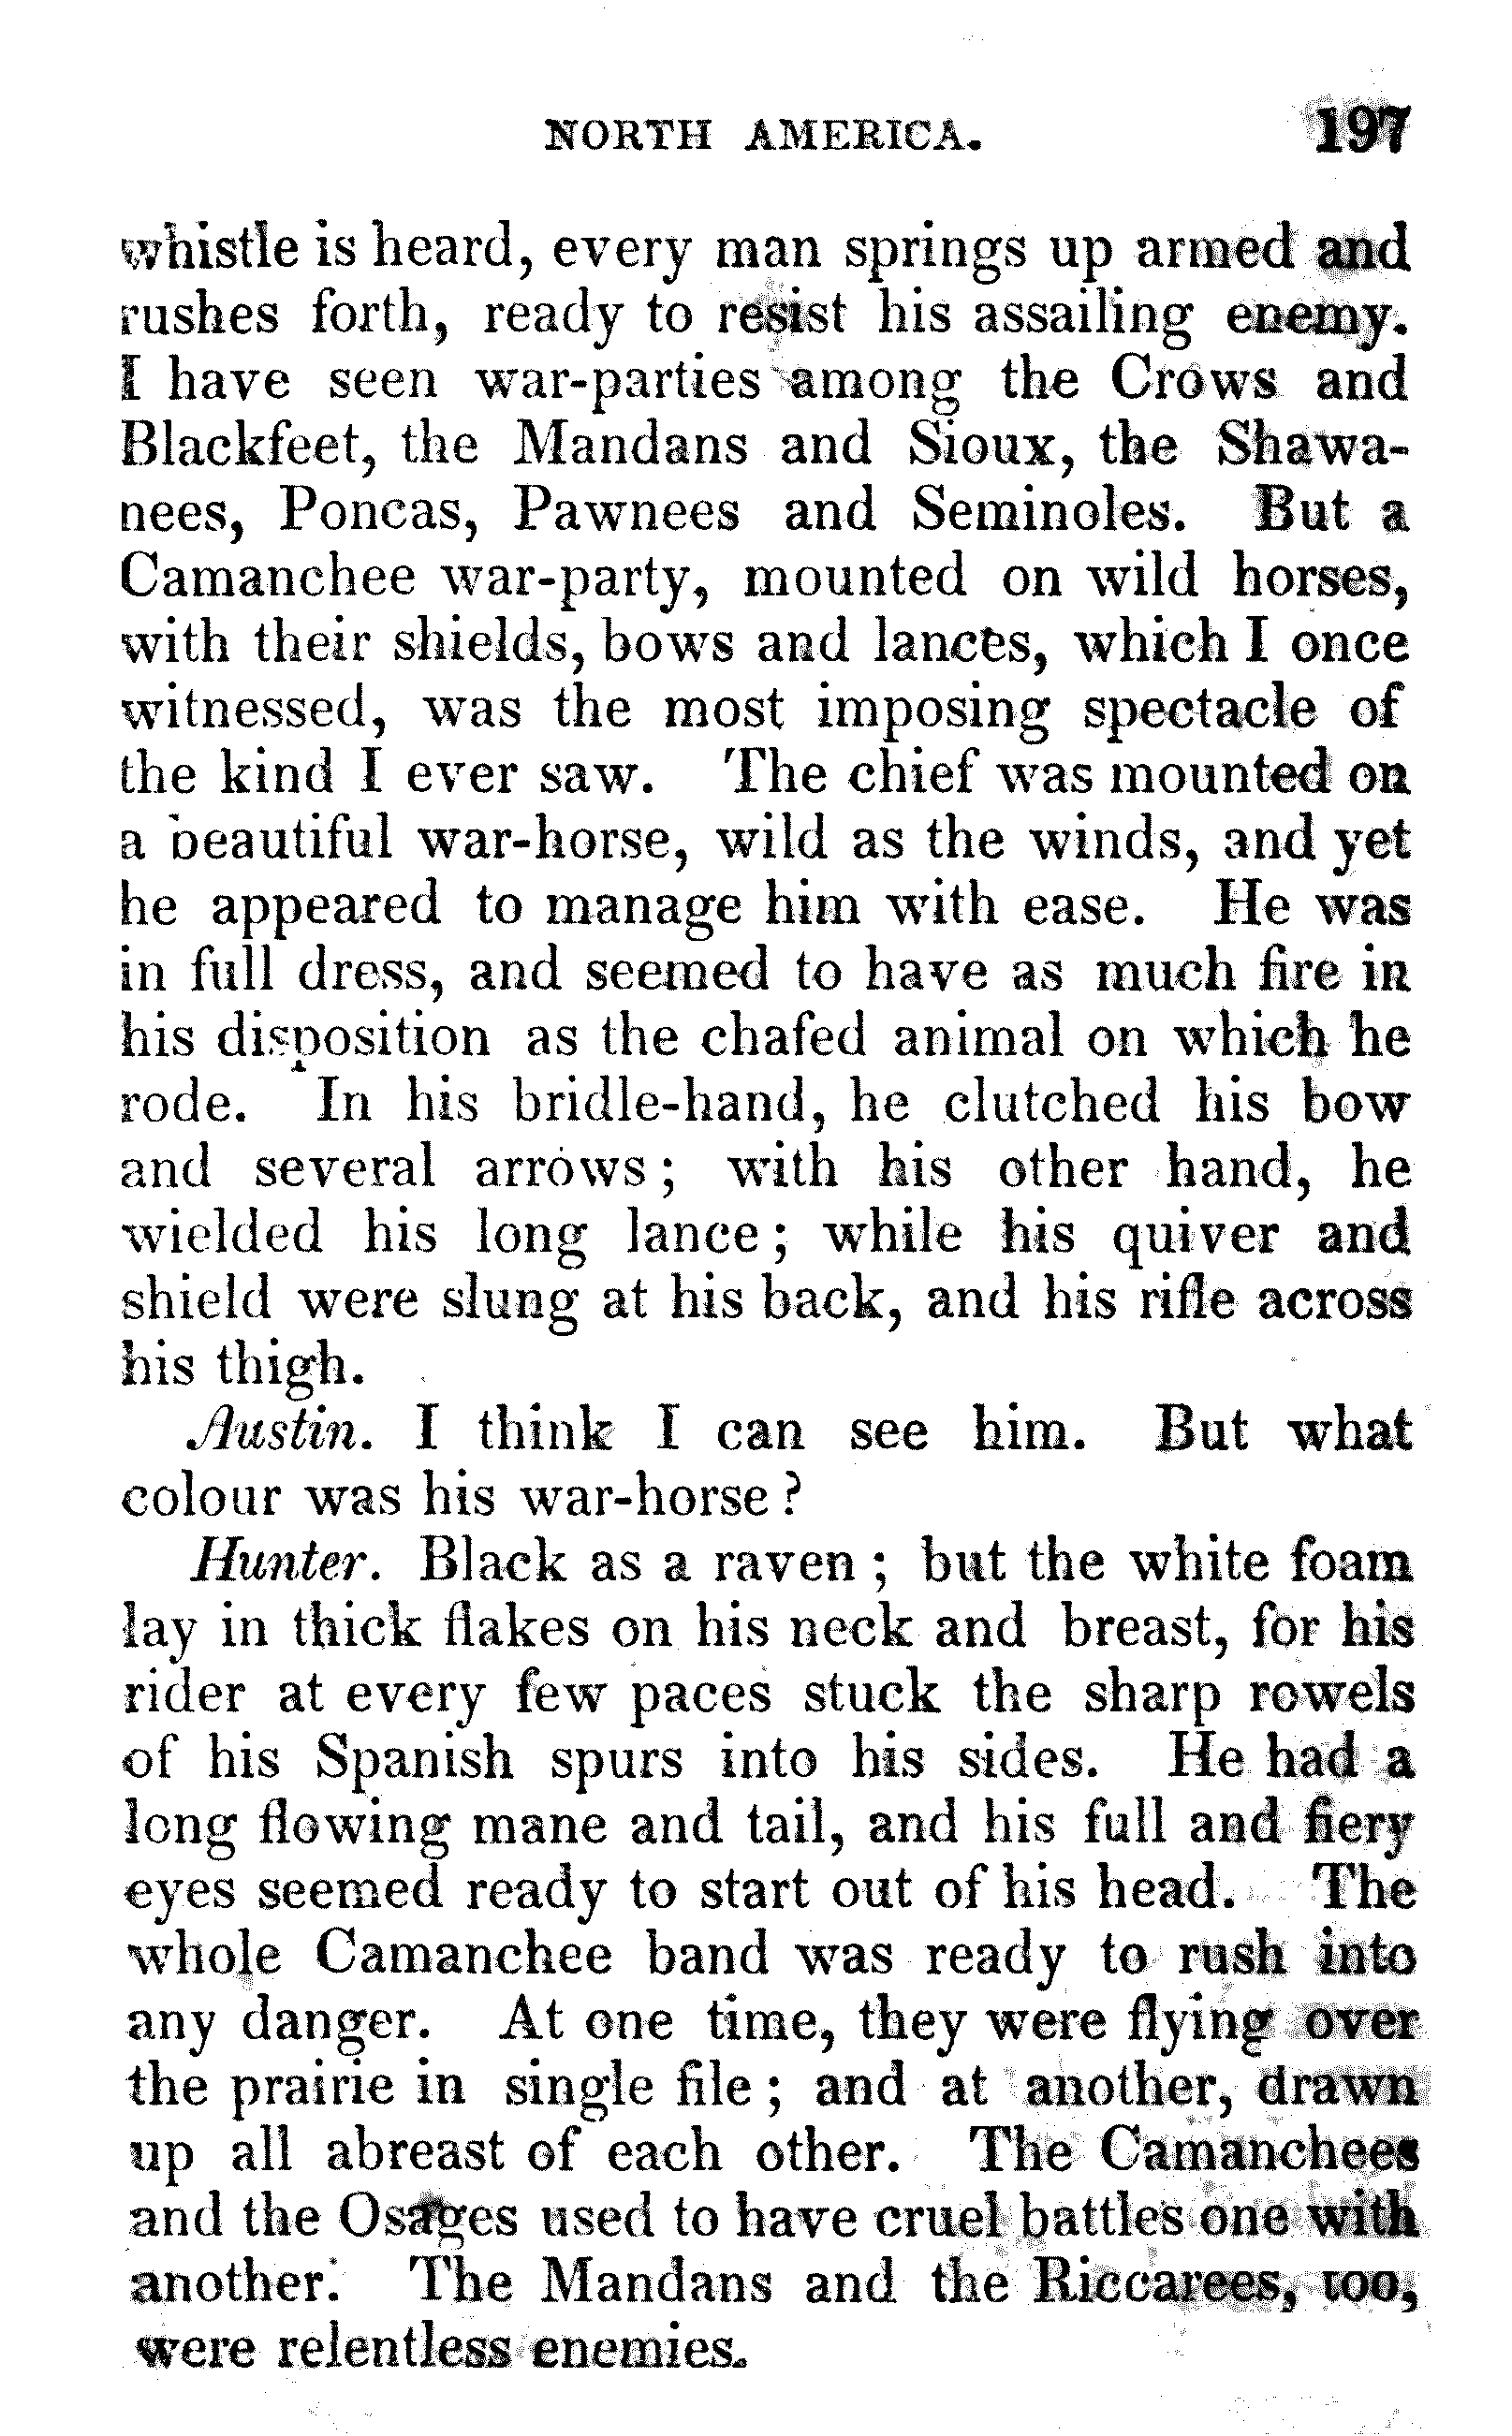 NORTH AMERICA. 197
whistle is heard, every man springs up armed and
rushes forth, ready to resist his assailing enemy.
I have seen war-parties among the Crows and
Blackfeet, the Mandans and Sioux, the Shawa-
nees, Poncas, Pawnees and Seminoles. But a
Camanchee war-party, mounted on wild horses,
with their shields, bows and lances, which I once
witnessed, was the most imposing spectacle of
the kind I ever saw. The chief was mounted on
a beautiful war-horse, wild as the winds, and yet
he appeared to manage him with ease. He was
in full dress, and seemed to have as much fire in
his disposition as the chafed animal on which he
rode. In his bridle-hand, he clutched his bow
and several arrows; with his other hand, he
wielded his long lance; while his quiver and
shield were slung at his back, and his rifle across
his thigh.
Austin. I think I can see him. But what
colour was his war-horse?
Hunter. Black as a raven; but the white foam
lay in thick flakes on his neck and breast, for his
rider at every few paces stuck the sharp rowels
of his Spanish spurs into his sides. He had a
long flowing mane and tail, and his full and fiery
eyes seemed ready to start out of his head. The
whole Camanchee band was ready to rush into
any danger. At one time, they were flying over
the prairie in single file; and at another, drawn
up all abreast of each other. The Camanchees
and the Osages used to have cruel battles one with
another. The Mandans and the Riccarees, too,
were relentless enemies.